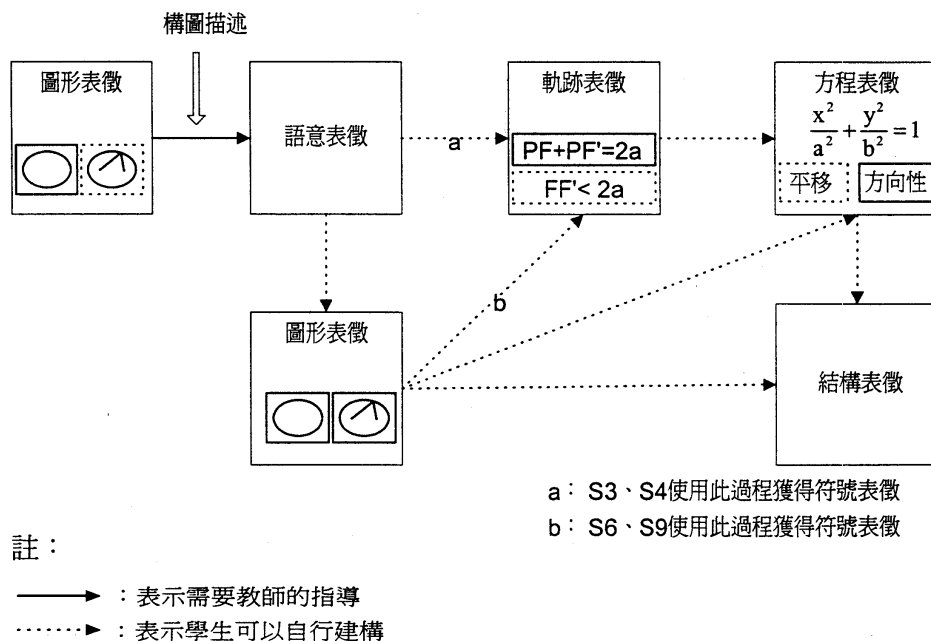 構圖描述
圖形表徵
語意表徵
a
軌跡表徵
PF+PF'=2a
FF'< 2a
方程表徵
x²/a² + y²/b² = 1
平移
方向性
圖形表徵
b
結構表徵
a： S3、S4使用此過程獲得符號表徵
b： S6、S9使用此過程獲得符號表徵
註：
：表示需要教師的指導
：表示學生可以自行建構